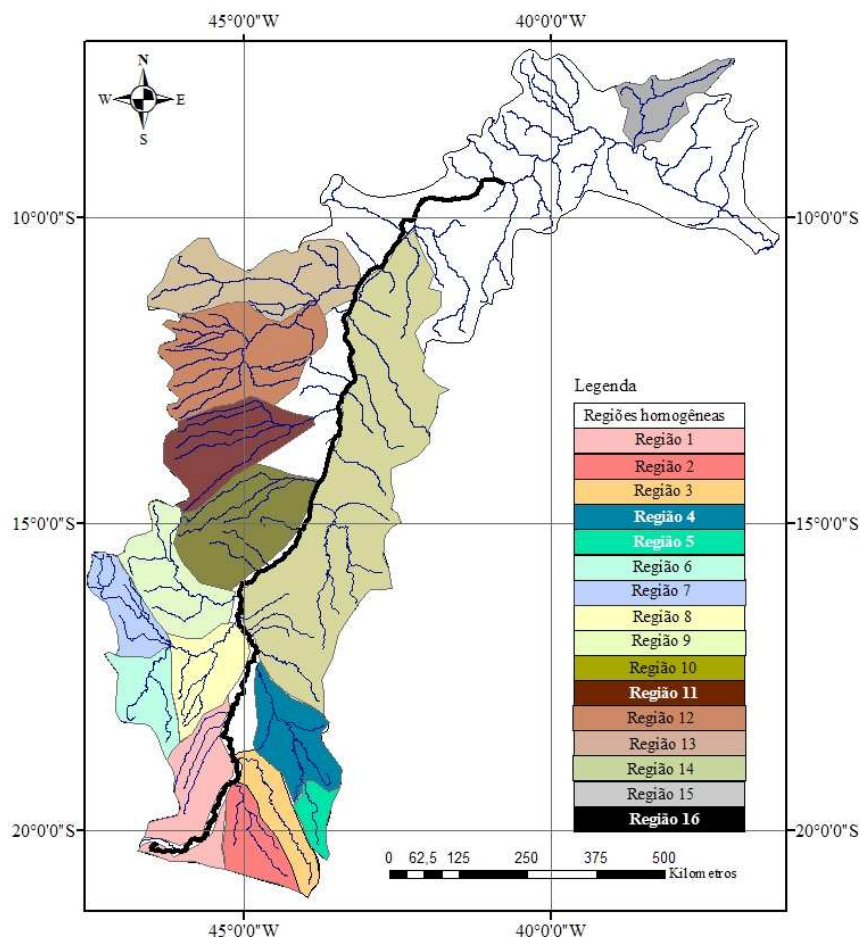 45°0'0"W 40°0'0"W
N
W E
S
10°0'0"S 10°0'0"S
Legenda
Regiões homogêneas
Região 1
Região 2
Região 3
Região 4
Região 5
Região 6
Região 7
Região 8
Região 9
Região 10
Região 11
Região 12
Região 13
Região 14
Região 15
Região 16
15°0'0"S 15°0'0"S
20°0'0"S 20°0'0"S
0 62,5 125 250 375 500
Kilometros
45°0'0"W 40°0'0"W